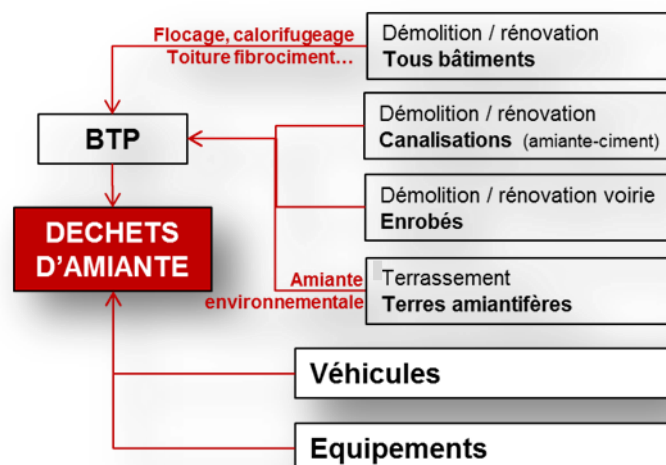 Flocage, calorifugeage
Toiture fibrociment…
Démolition / rénovation
Tous bâtiments
BTP
Démolition / rénovation
Canalisations (amiante-ciment)
Démolition / rénovation voirie
Enrobés
DECHETS
D’AMIANTE
Amiante
environnementale
Terrassement
Terres amiantifères
Véhicules
Equipements